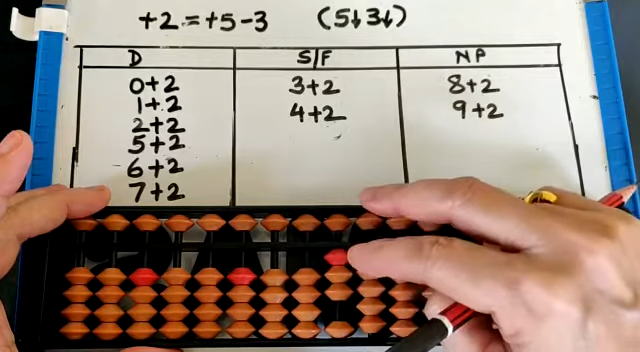 +2 = +5 - 3 (5↓3↓)
D S/F NP
0+2 3+2 8+2
1+2 4+2 9+2
2+2
5+2
6+2
7+2